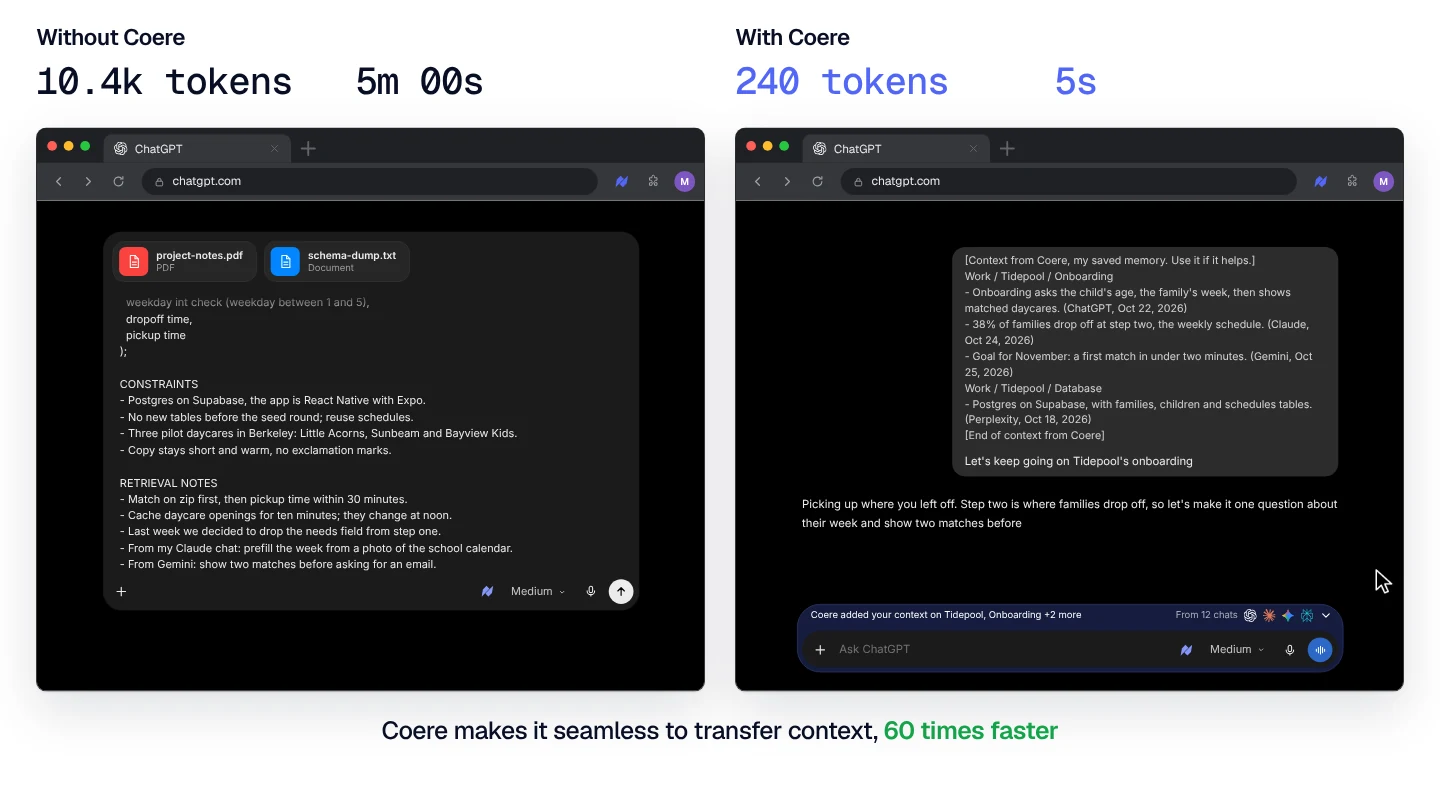 Without Coere
10.4k tokens 5m 00s
With Coere
240 tokens 5s
ChatGPT
chatgpt.com
M
project-notes.pdf
PDF
schema-dump.txt
Document
weekday int check (weekday between 1 and 5),
dropoff time,
pickup time
);
CONSTRAINTS
- Postgres on Supabase, the app is React Native with Expo.
- No new tables before the seed round; reuse schedules.
- Three pilot daycares in Berkeley: Little Acorns, Sunbeam and Bayview Kids.
- Copy stays short and warm, no exclamation marks.
RETRIEVAL NOTES
- Match on zip first, then pickup time within 30 minutes.
- Cache daycare openings for ten minutes; they change at noon.
- Last week we decided to drop the needs field from step one.
- From my Claude chat: prefill the week from a photo of the school calendar.
- From Gemini: show two matches before asking for an email.
Medium
ChatGPT
chatgpt.com
M
[Context from Coere, my saved memory. Use it if it helps.]
Work / Tidepool / Onboarding
- Onboarding asks the child's age, the family's week, then shows
matched daycares. (ChatGPT, Oct 22, 2026)
- 38% of families drop off at step two, the weekly schedule. (Claude,
Oct 24, 2026)
- Goal for November: a first match in under two minutes. (Gemini, Oct
25, 2026)
Work / Tidepool / Database
- Postgres on Supabase, with families, children and schedules tables.
(Perplexity, Oct 18, 2026)
[End of context from Coere]
Let's keep going on Tidepool's onboarding
Picking up where you left off. Step two is where families drop off, so let's make it one question about
their week and show two matches before
Coere added your context on Tidepool, Onboarding +2 more
From 12 chats
Ask ChatGPT
Medium
Coere makes it seamless to transfer context, 60 times faster